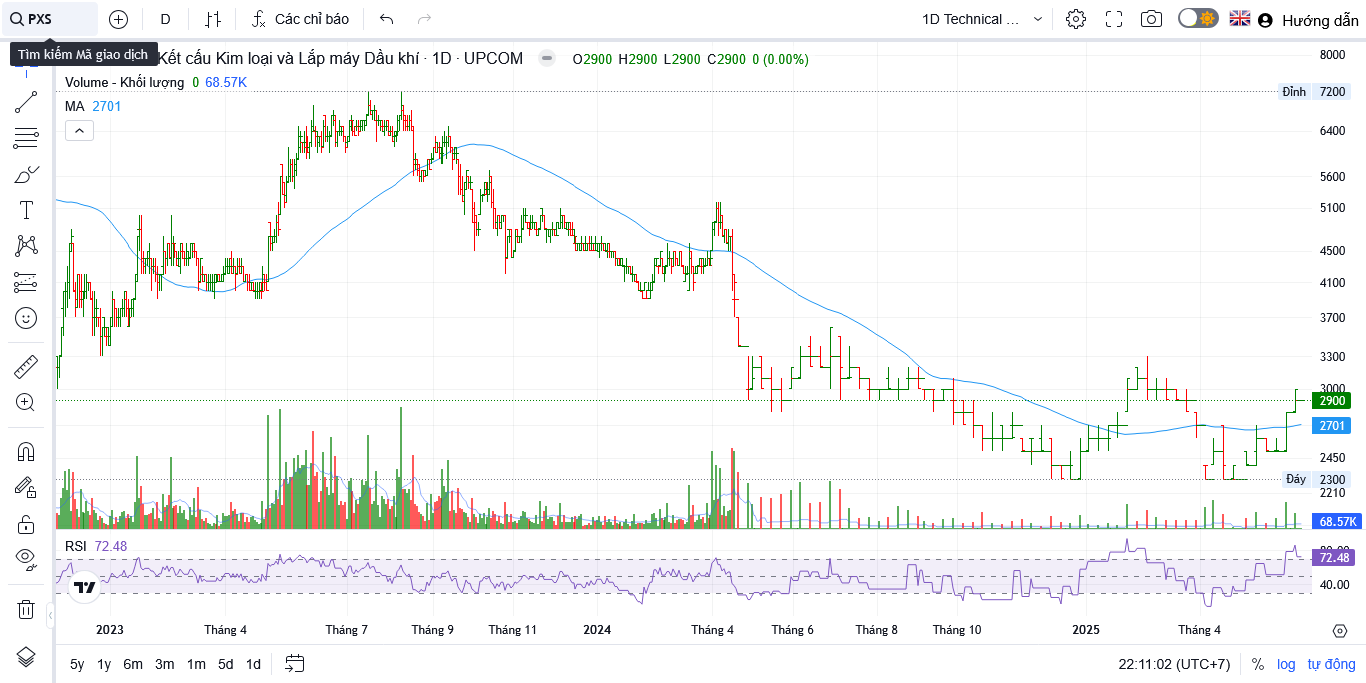 PXS
D
Các chỉ báo
1D Technical ...
Hướng dẫn
Tìm kiếm Mã giao dịch
Kết cấu Kim loại và Lắp máy Dầu khí · 1D · UPCOM
O2900 H2900 L2900 C2900 0 (0.00%)
Volume - Khối lượng 0 68.57K
MA 2701
8000
Đỉnh 7200
6400
5600
5100
4500
4100
3700
3300
3000
2900
2701
2450
Đáy 2300
2210
68.57K
RSI 72.48
80.00
72.48
40.00
2023 Tháng 4 Tháng 7 Tháng 9 Tháng 11 2024 Tháng 4 Tháng 6 Tháng 8 Tháng 10 2025 Tháng 4
5y 1y 6m 3m 1m 5d 1d
22:11:02 (UTC+7) % log tự động